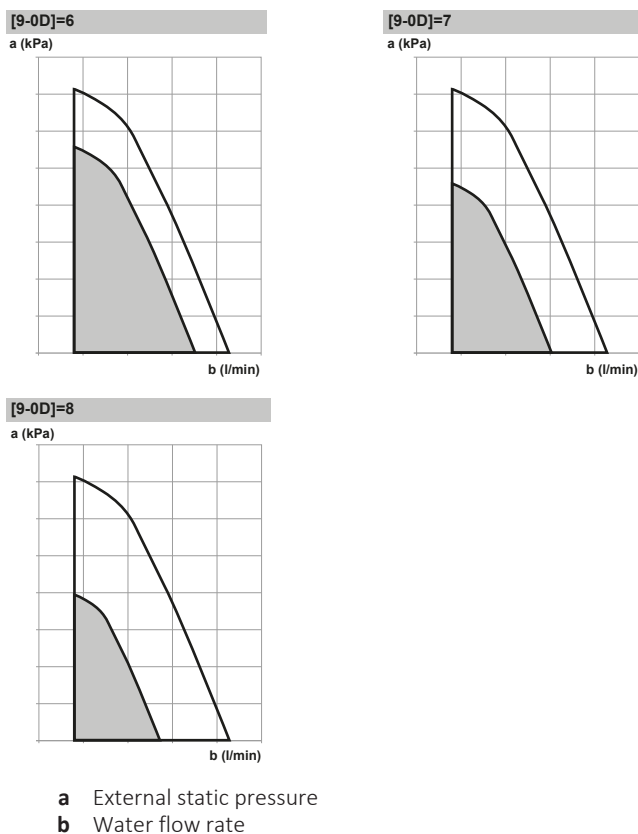 [9-0D]=6
a (kPa)
b (l/min)
[9-0D]=7
a (kPa)
b (l/min)
[9-0D]=8
a (kPa)
b (l/min)
a External static pressure
b Water flow rate